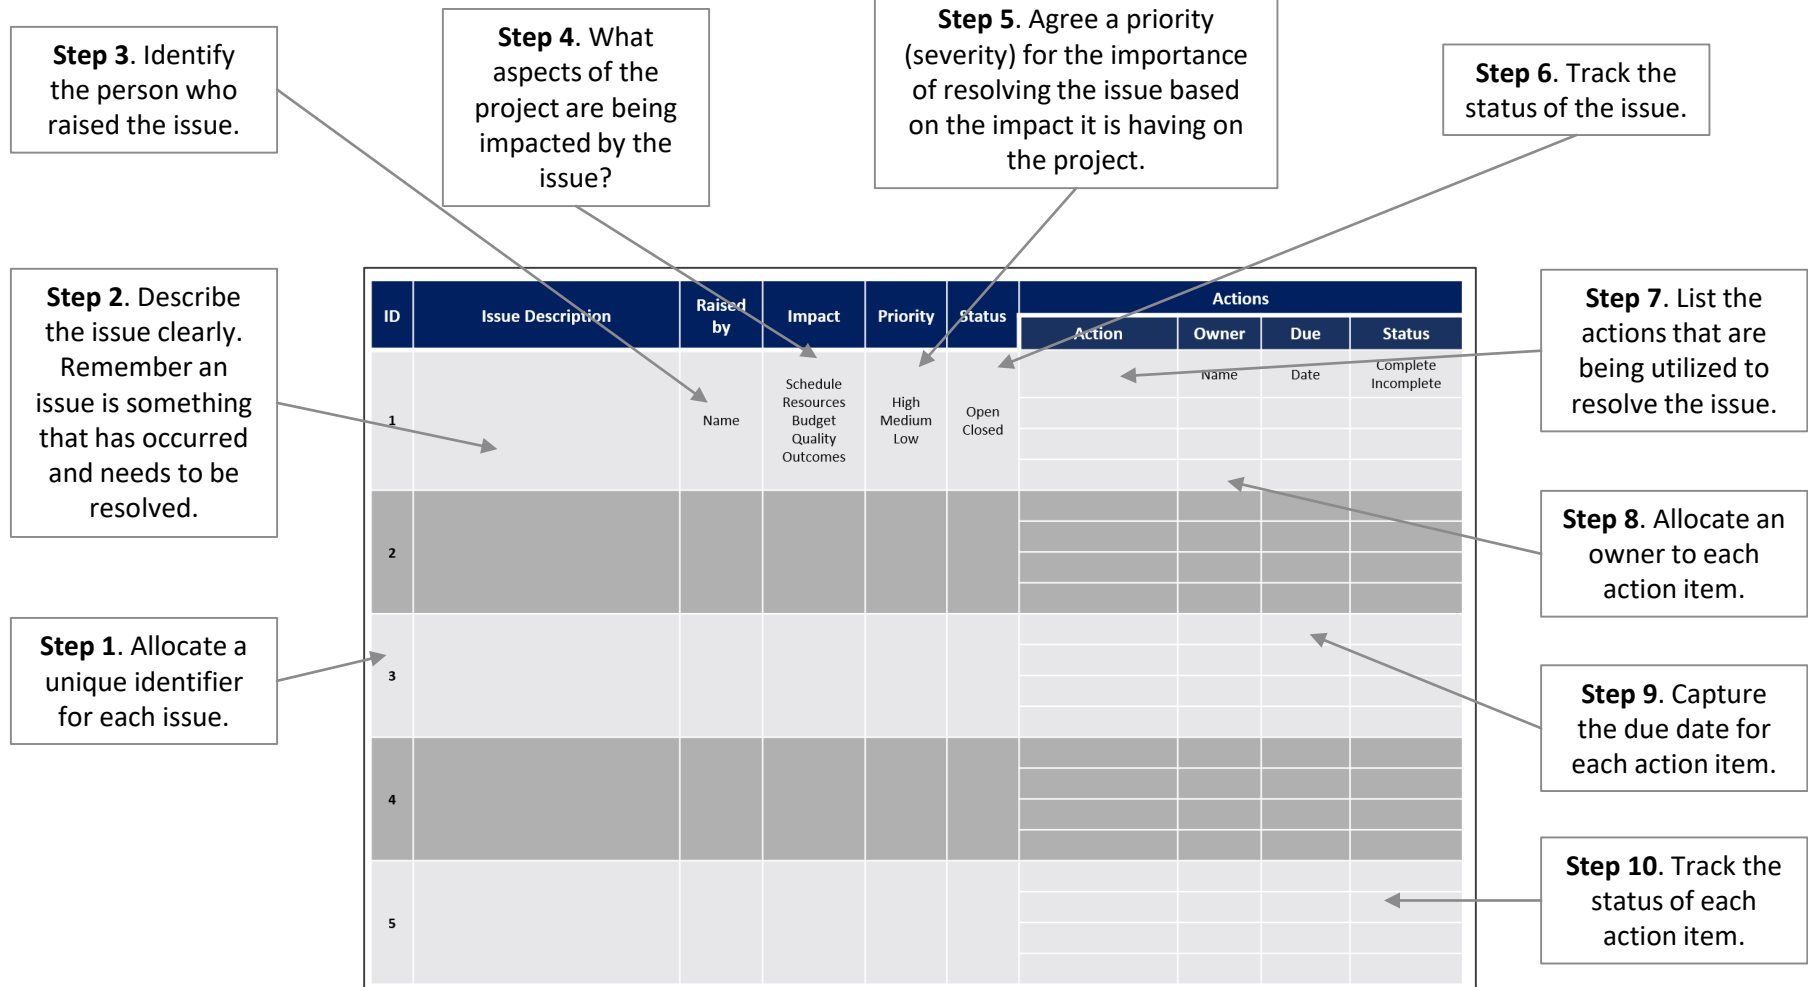 Step 3. Identify
the person who
raised the issue.
Step 4. What
aspects of the
project are being
impacted by the
issue?
Step 5. Agree a priority
(severity) for the importance
of resolving the issue based
on the impact it is having on
the project.
Step 6. Track the
status of the issue.
Step 2. Describe
the issue clearly.
Remember an
issue is something
that has occurred
and needs to be
resolved.
Step 1. Allocate a
unique identifier
for each issue.
ID
Issue Description
Raised
by
Impact
Priority
Status
Actions
Action
Owner
Due
Status
1
Name
Schedule
Resources
Budget
Quality
Outcomes
High
Medium
Low
Open
Closed
Name
Date
Complete
Incomplete
2
3
4
5
Step 7. List the
actions that are
being utilized to
resolve the issue.
Step 8. Allocate an
owner to each
action item.
Step 9. Capture
the due date for
each action item.
Step 10. Track the
status of each
action item.